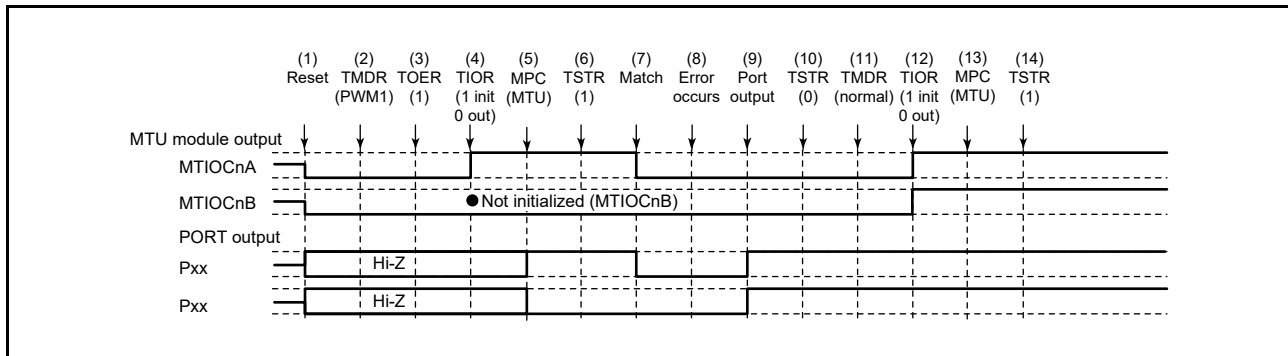 (1) (2) (3) (4) (5) (6) (7) (8) (9) (10) (11) (12) (13) (14)
Reset TMDR TOER TIOR MPC TSTR Match Error Port TSTR TMDR TIOR MPC TSTR
(PWM1) (1) (1 init (MTU) (1) occurs output (0) (normal) (1 init (MTU) (1)
0 out) 0 out)
MTU module output
MTIOCnA
MTIOCnB ● Not initialized (MTIOCnB)
PORT output
Pxx Hi-Z
Pxx Hi-Z